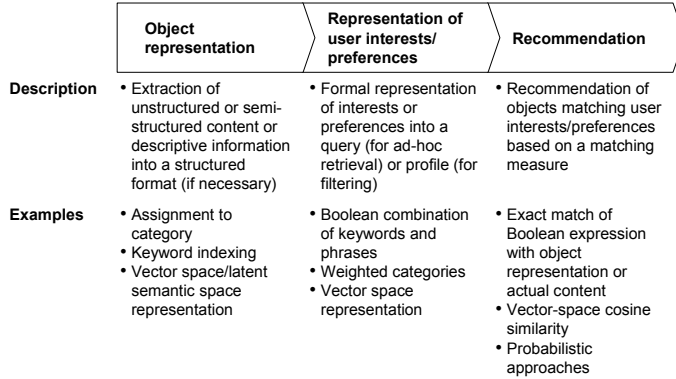 Object
representation
Representation of
user interests/
preferences
Recommendation
Description
• Extraction of
unstructured or semi-
structured content or
descriptive information
into a structured
format (if necessary)
• Formal representation
of interests or
preferences into a
query (for ad-hoc
retrieval) or profile (for
filtering)
• Recommendation of
objects matching user
interests/preferences
based on a matching
measure
Examples
• Assignment to
category
• Keyword indexing
• Vector space/latent
semantic space
representation
• Boolean combination
of keywords and
phrases
• Weighted categories
• Vector space
representation
• Exact match of
Boolean expression
with object
representation or
actual content
• Vector-space cosine
similarity
• Probabilistic
approaches